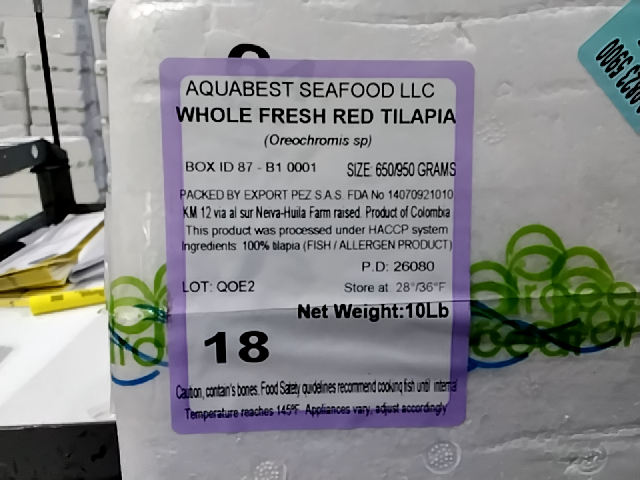 AQUABEST SEAFOOD LLC
WHOLE FRESH RED TILAPIA
(Oreochromis sp)
BOX ID 87 - B1 0001 SIZE: 650/950 GRAMS
PACKED BY EXPORT PEZ S.A.S. FDA No 14070921010
KM 12 via al sur Neiva-Huila Farm raised. Product of Colombia
This product was processed under HACCP system
Ingredients: 100% tilapia (FISH / ALLERGEN PRODUCT)
P.D: 26080
LOT: QOE2 Store at 28°/36°F
Net Weight:10Lb
18
Caution, contain's bones. Food Safety guidelines recommend cooking fish until internal
Temperature reaches 145ºF Appliances vary, adjust accordingly